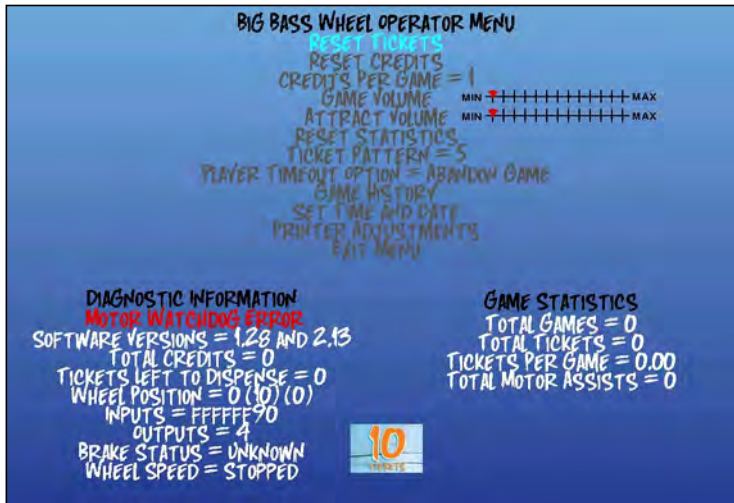 BIG BASS WHEEL OPERATOR MENU
RESET TICKETS
RESET CREDITS
CREDITS PER GAME = 1
GAME VOLUME MIN MAX
ATTRACT VOLUME MIN MAX
RESET STATISTICS
TICKET PATTERN = 5
PLAYER TIMEOUT OPTION = ABANDON GAME
GAME HISTORY
SET TIME AND DATE
PRINTER ADJUSTMENTS
EXIT MENU
DIAGNOSTIC INFORMATION
MOTOR WATCHDOG ERROR
SOFTWARE VERSIONS = 1.28 AND 2.13
TOTAL CREDITS = 0
TICKETS LEFT TO DISPENSE = 0
WHEEL POSITION = 0 (10) (0)
INPUTS = FFFFFF90
OUTPUTS = 4
BRAKE STATUS = UNKNOWN
WHEEL SPEED = STOPPED
GAME STATISTICS
TOTAL GAMES = 0
TOTAL TICKETS = 0
TICKETS PER GAME = 0.00
TOTAL MOTOR ASSISTS = 0
10
TICKETS